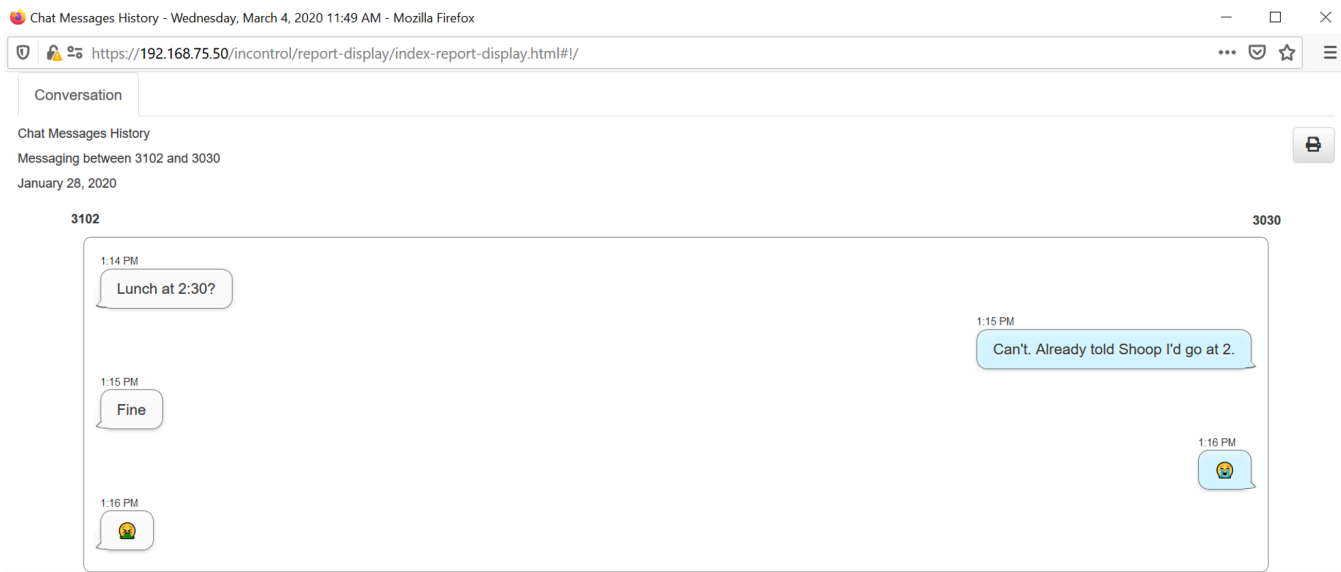 Chat Messages History - Wednesday, March 4, 2020 11:49 AM - Mozilla Firefox
https://192.168.75.50/incontrol/report-display/index-report-display.html#!/
Conversation
Chat Messages History
Messaging between 3102 and 3030
January 28, 2020
3102
3030
1:14 PM
Lunch at 2:30?
1:15 PM
Can't. Already told Shoop I'd go at 2.
1:15 PM
Fine
1:16 PM
😭
1:16 PM
🤮